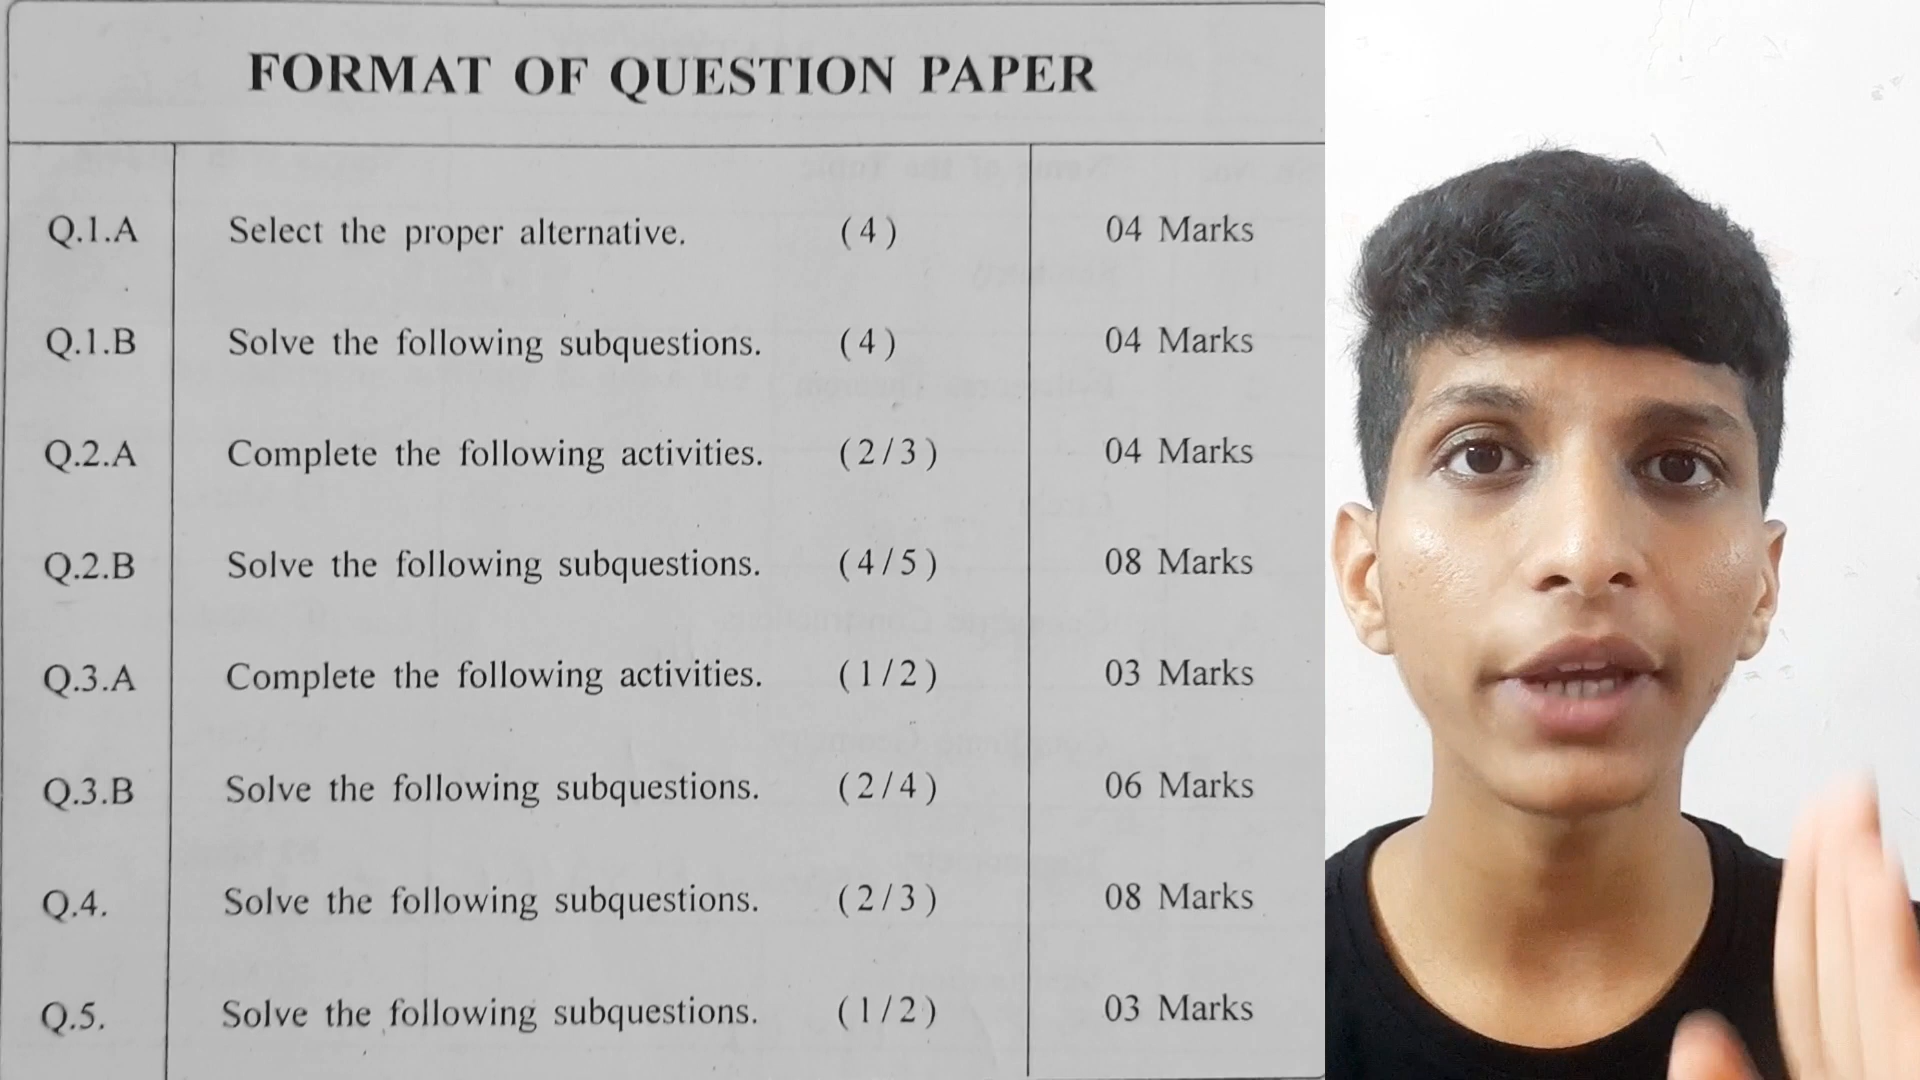 FORMAT OF QUESTION PAPER
Q.1.A Select the proper alternative. (4) 04 Marks
Q.1.B Solve the following subquestions. (4) 04 Marks
Q.2.A Complete the following activities. (2/3) 04 Marks
Q.2.B Solve the following subquestions. (4/5) 08 Marks
Q.3.A Complete the following activities. (1/2) 03 Marks
Q.3.B Solve the following subquestions. (2/4) 06 Marks
Q.4. Solve the following subquestions. (2/3) 08 Marks
Q.5. Solve the following subquestions. (1/2) 03 Marks